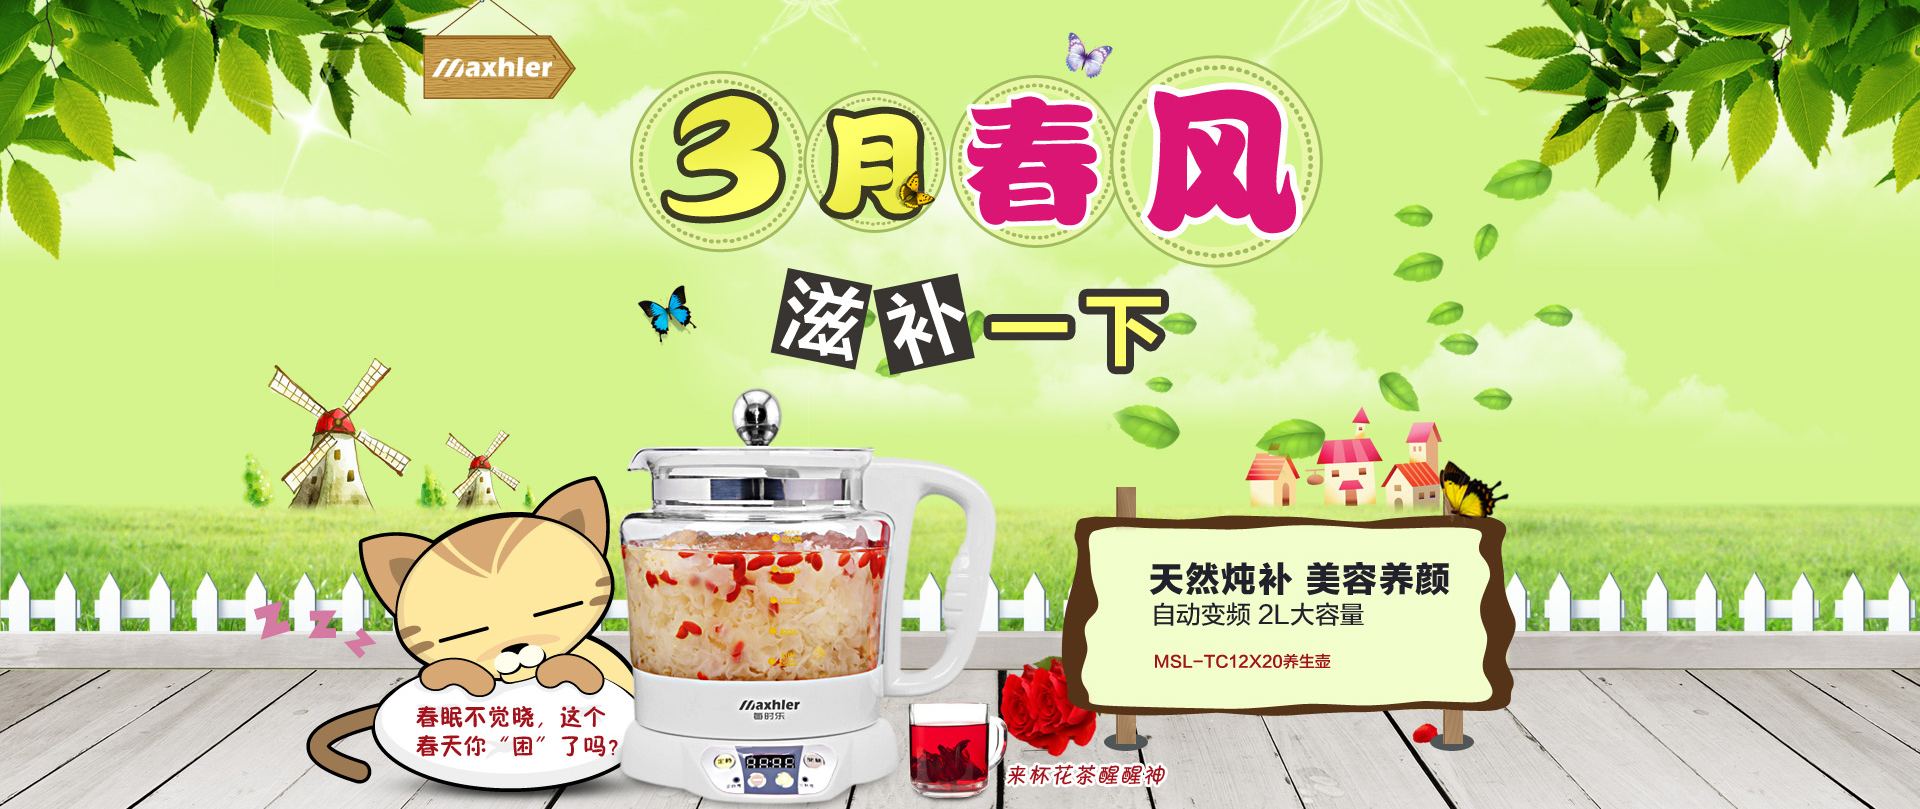 Maxhler
3月春风
滋补一下
天然炖补 美容养颜
自动变频 2L大容量
MSL-TC12X20养生壶
Maxhler
每时乐
z z z
春眠不觉晓，这个
春天你“困”了吗？
来杯花茶醒醒神